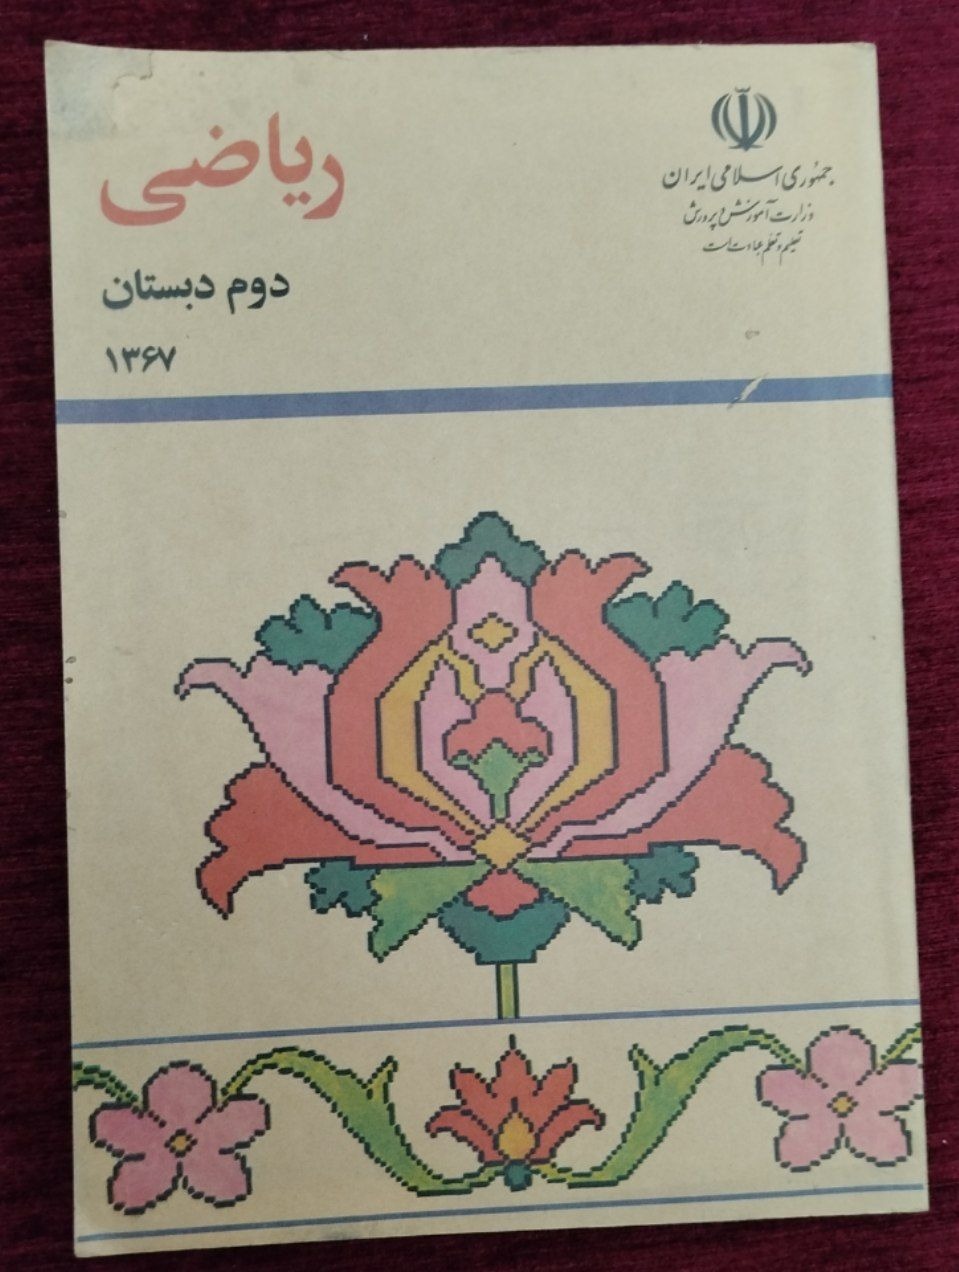 جمهوری اسلامی ایران
وزارت آموزش و پرورش
تعلیم و تعلم عبادت است
ریاضی
دوم دبستان
۱۳۶۷